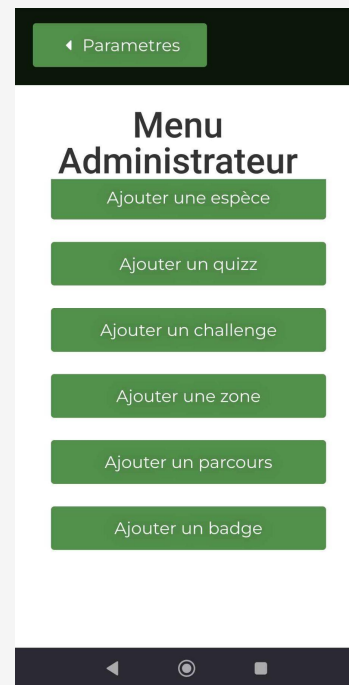 Parametres
Menu
Administrateur
Ajouter une espèce
Ajouter un quizz
Ajouter un challenge
Ajouter une zone
Ajouter un parcours
Ajouter un badge